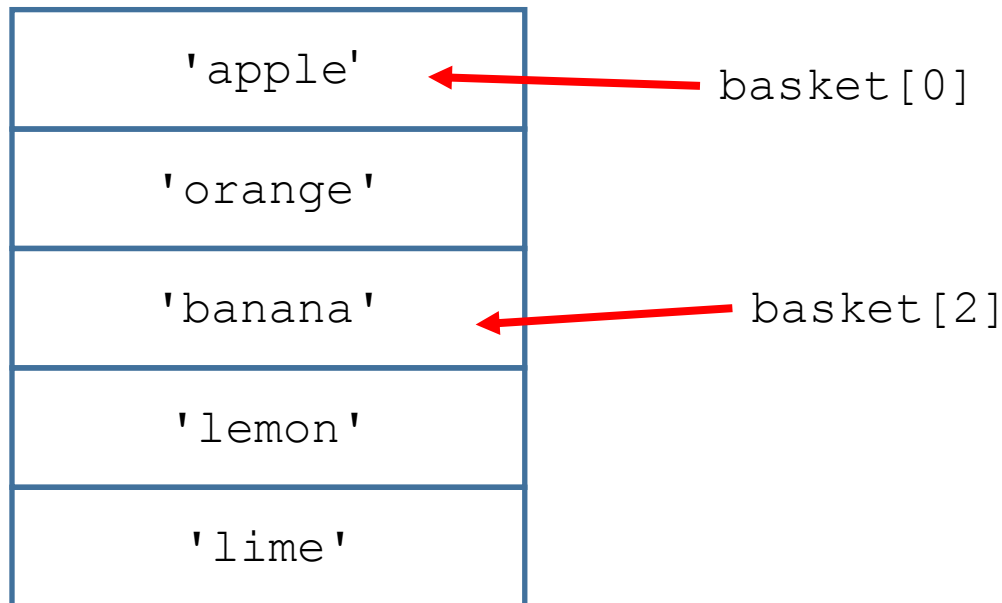 'apple'
basket[0]
'orange'
'banana'
basket[2]
'lemon'
'lime'